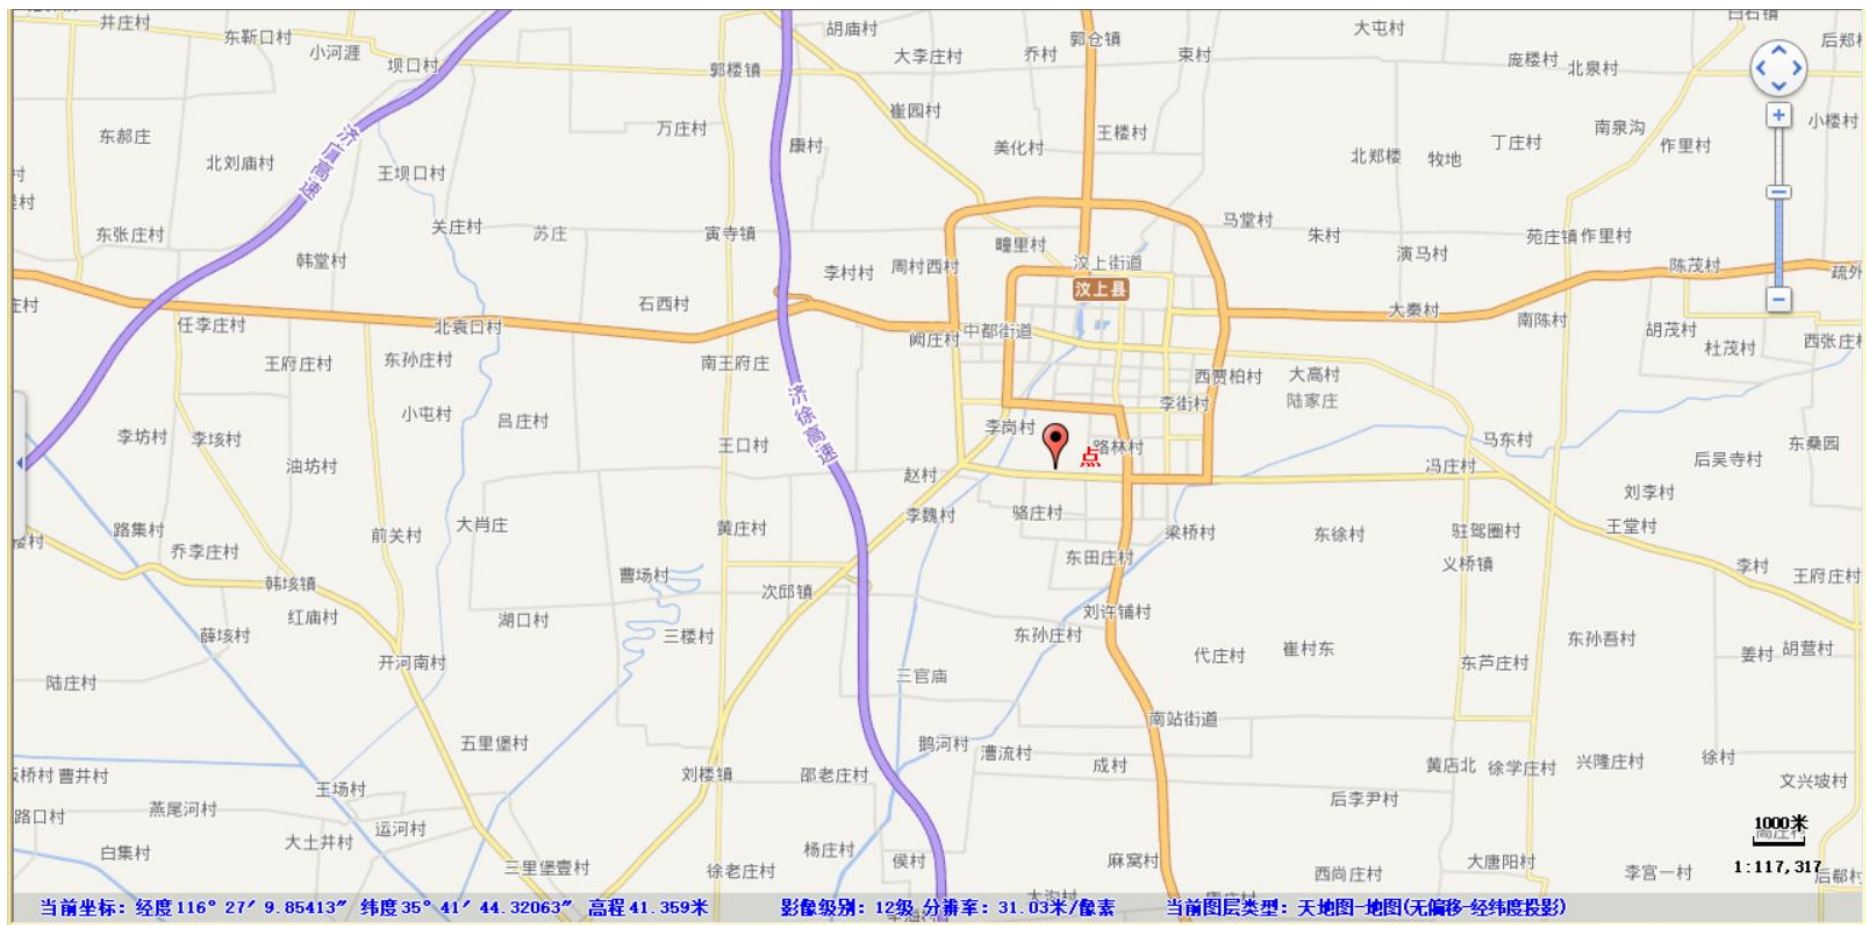 井庄村
东靳口村
小河涯
坝口村
胡庙村
郭仓镇
大屯村
大李庄村
乔村
束村
庞楼村
北泉村
郭楼镇
崔园村
万庄村
康村
美化村
王楼村
东郝庄
北刘庙村
王坝口村
济广高速
北郑楼
牧地
丁庄村
南泉沟
作里村
小楼村
东张庄村
韩堂村
关庄村
苏庄
寅寺镇
疃里村
汶上街道
汶上县
马堂村
朱村
演马村
苑庄镇
作里村
陈茂村
李村村
周村西村
石西村
任李庄村
北袁口村
阙庄村
中都街道
大秦村
南陈村
胡茂村
杜茂村
王府庄村
东孙庄村
南王府庄
济徐高速
西贾柏村
大高村
陆家庄
李街村
小屯村
吕庄村
李坊村
李垓村
油坊村
王口村
李岗村
路林村
点
马东村
东桑园
后吴寺村
冯庄村
赵村
刘李村
路集村
乔李庄村
前关村
大肖庄
黄庄村
李魏村
骆庄村
梁桥村
东徐村
驻驾圈村
王堂村
韩垓镇
红庙村
曹场村
次邱镇
东田庄村
义桥镇
李村
王府庄村
薛垓村
湖口村
三楼村
刘许铺村
东孙庄村
代庄村
崔村东
东芦庄村
东孙吾村
姜村
胡营村
陆庄村
开河南村
三官庙
南站街道
五里堡村
鹅河村
漕流村
成村
黄店北
徐学庄村
兴隆庄村
徐村
文兴坡村
曹井村
王场村
刘楼镇
邵老庄村
后李尹村
路口村
燕尾河村
运河村
大土井村
白集村
三里堡壹村
徐老庄村
杨庄村
侯村
麻窝村
西尚庄村
大唐阳村
李宫一村
1000米
1:117,317
当前坐标：经度116° 27′ 9.85413″ 纬度35° 41′ 44.32063″ 高程41.359米 影像级别：12级 分辨率：31.03米/像素 当前图层类型：天地图-地图(无偏移-经纬度投影)